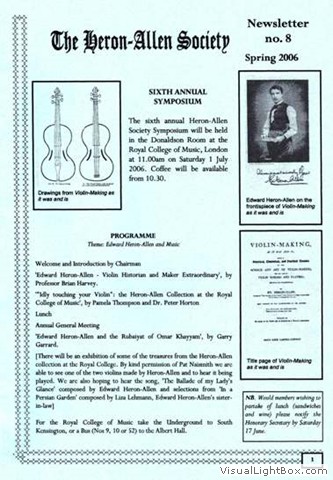 The Heron-Allen Society
Newsletter
no. 8
Spring 2006
SIXTH ANNUAL
SYMPOSIUM
The sixth annual Heron-Allen
Society Symposium will be held
in the Donaldson Room at the
Royal College of Music, London
at 11.00am on Saturday 1 July
2006. Coffee will be available
from 10.30.
Drawings from Violin-Making as
it was and is
Edward Heron-Allen on the
frontispiece of Violin-Making
as it was and is
PROGRAMME
Theme: Edward Heron-Allen and Music
Welcome and Introduction by Chairman
'Edward Heron-Allen - Violin Historian and Maker Extraordinary', by
Professor Brian Harvey.
'"Idly touching your Violin": the Heron-Allen Collection at the Royal
College of Music', by Pamela Thompson and Dr. Peter Horton
Lunch
Annual General Meeting
'Edward Heron-Allen and the Rubaiyat of Omar Khayyam', by Garry
Garrard.
[There will be an exhibition of some of the treasures from the Heron-Allen
collection at the Royal College. By kind permission of Pat Naismith we are
able to see one of the two violins made by Heron-Allen and to hear it being
played. We are also hoping to hear the song, 'The Ballade of my Lady's
Glance' composed by Edward Heron-Allen and selections from 'In a
Persian Garden' composed by Liza Lehmann, Edward Heron-Allen's sister-
in-law]
For the Royal College of Music take the Underground to South
Kensington, or a Bus (Nos 9, 10 or 52) to the Albert Hall.
VIOLIN-MAKING,
Title page of Violin-Making
as it was and is
NB. Would members wishing to
partake of lunch (sandwiches
and wine) please notify the
Honorary Secretary by Saturday
17 June.
1
VisualLightBox.com